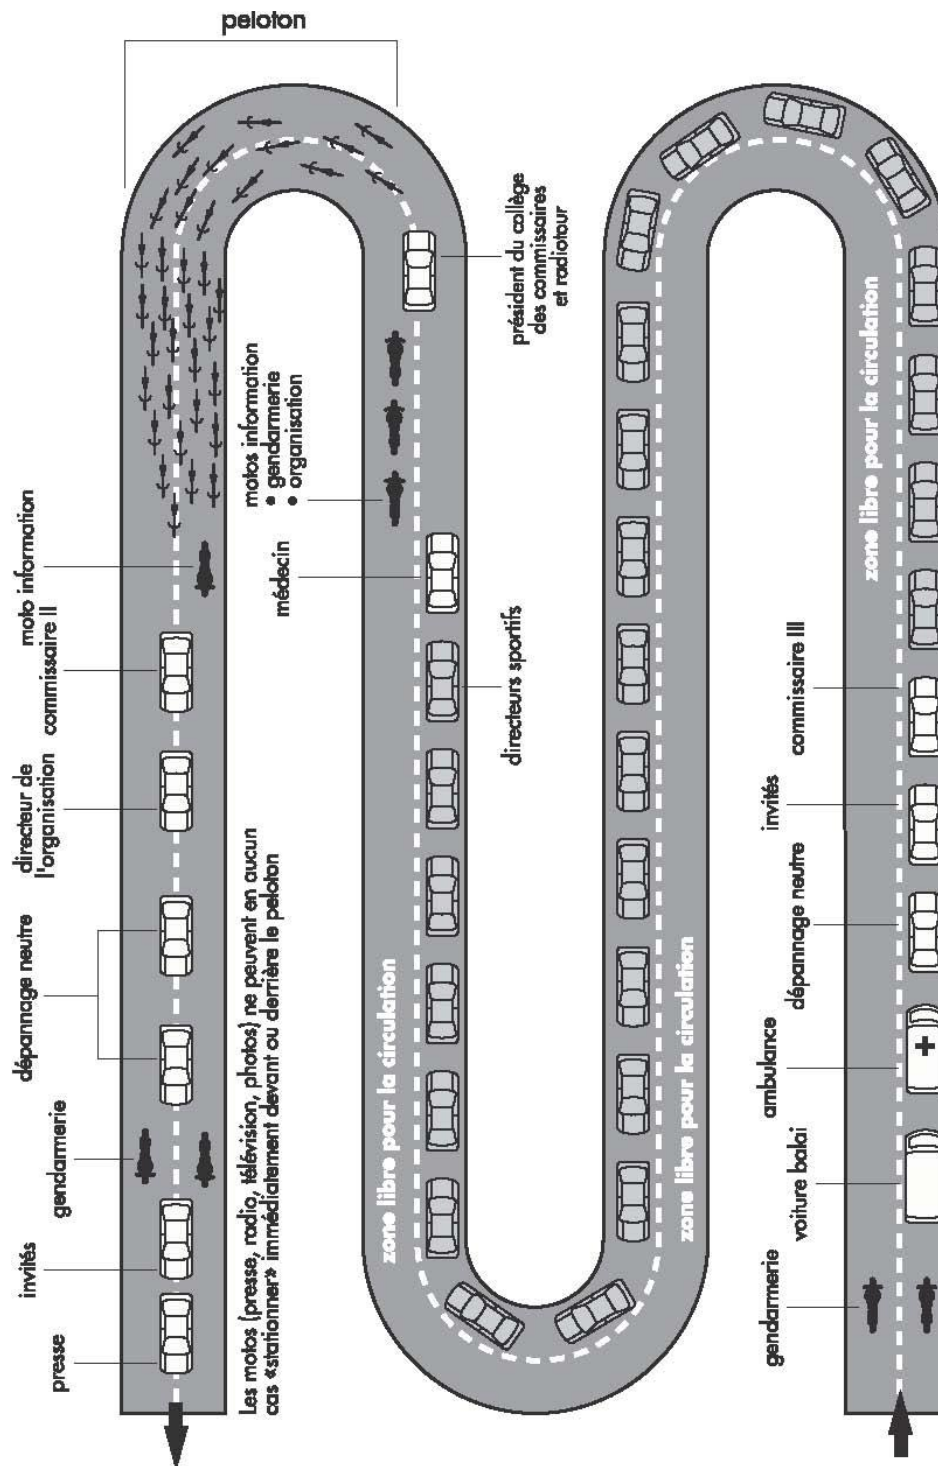 peloton
presse
invités
gendarmerie
dépannage neutre
directeur de
l'organisation
commissaire II
moto information
Les motos (presse, radio, télévision, photos) ne peuvent en aucun
cas «stationner» immédiatement devant ou derrière le peloton
motos information
• gendarmerie
• organisation
médecin
président du collège
des commissaires
et radiotour
directeurs sportifs
zone libre pour la circulation
zone libre pour la circulation
zone libre pour la circulation
commissaire III
invités
dépannage neutre
ambulance
voiture balai
gendarmerie